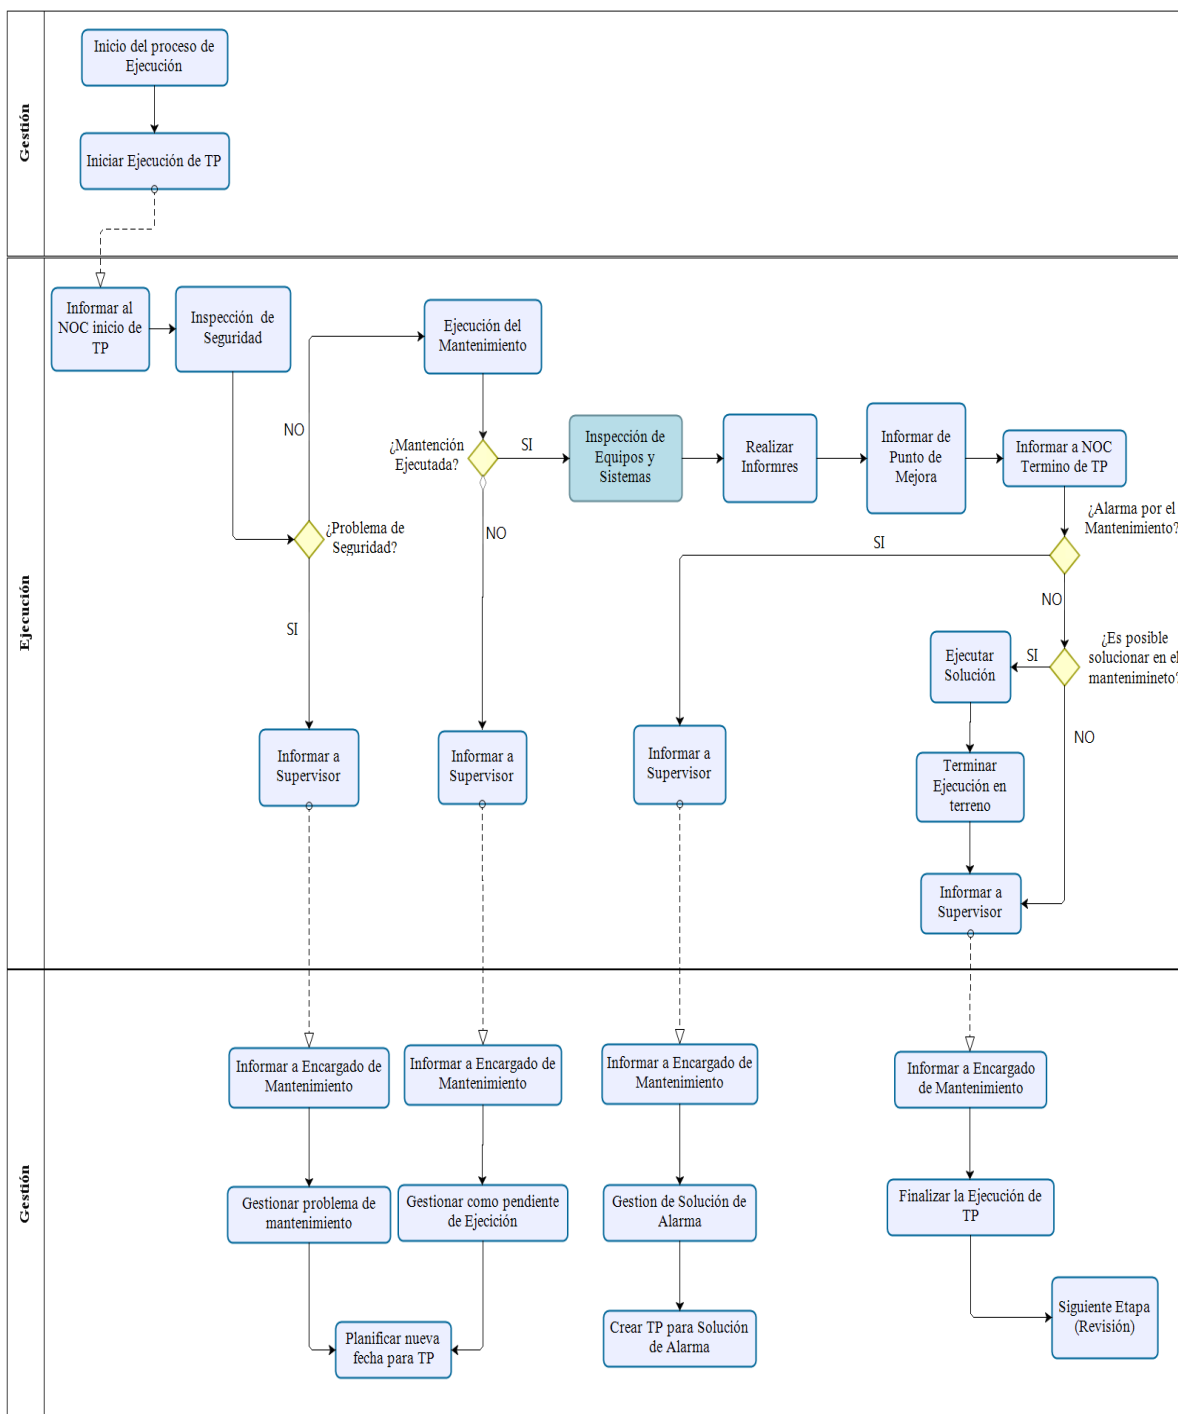 Gestión
Inicio del proceso de
Ejecución
Iniciar Ejecución de TP
Ejecución
Informar al
NOC inicio de
TP
Inspección de
Seguridad
NO
¿Problema de
Seguridad?
SI
Ejecución del
Mantenimiento
¿Mantención
Ejecutada?
SI
NO
Inspección de
Equipos y
Sistemas
Realizar
Informres
Informar de
Punto de
Mejora
Informar a NOC
Termino de TP
¿Alarma por el
Mantenimiento?
SI
NO
¿Es posible
solucionar en el
mantenimineto?
SI
NO
Ejecutar
Solución
Terminar
Ejecución en
terreno
Informar a
Supervisor
Informar a
Supervisor
Informar a
Supervisor
Informar a
Supervisor
Gestión
Informar a Encargado de
Mantenimiento
Informar a Encargado de
Mantenimiento
Informar a Encargado de
Mantenimiento
Informar a Encargado
de Mantenimiento
Gestionar problema de
mantenimiento
Gestionar como pendiente
de Ejecición
Gestion de Solución de
Alarma
Finalizar la Ejecución de
TP
Planificar nueva
fecha para TP
Crear TP para Solución
de Alarma
Siguiente Etapa
(Revisión)